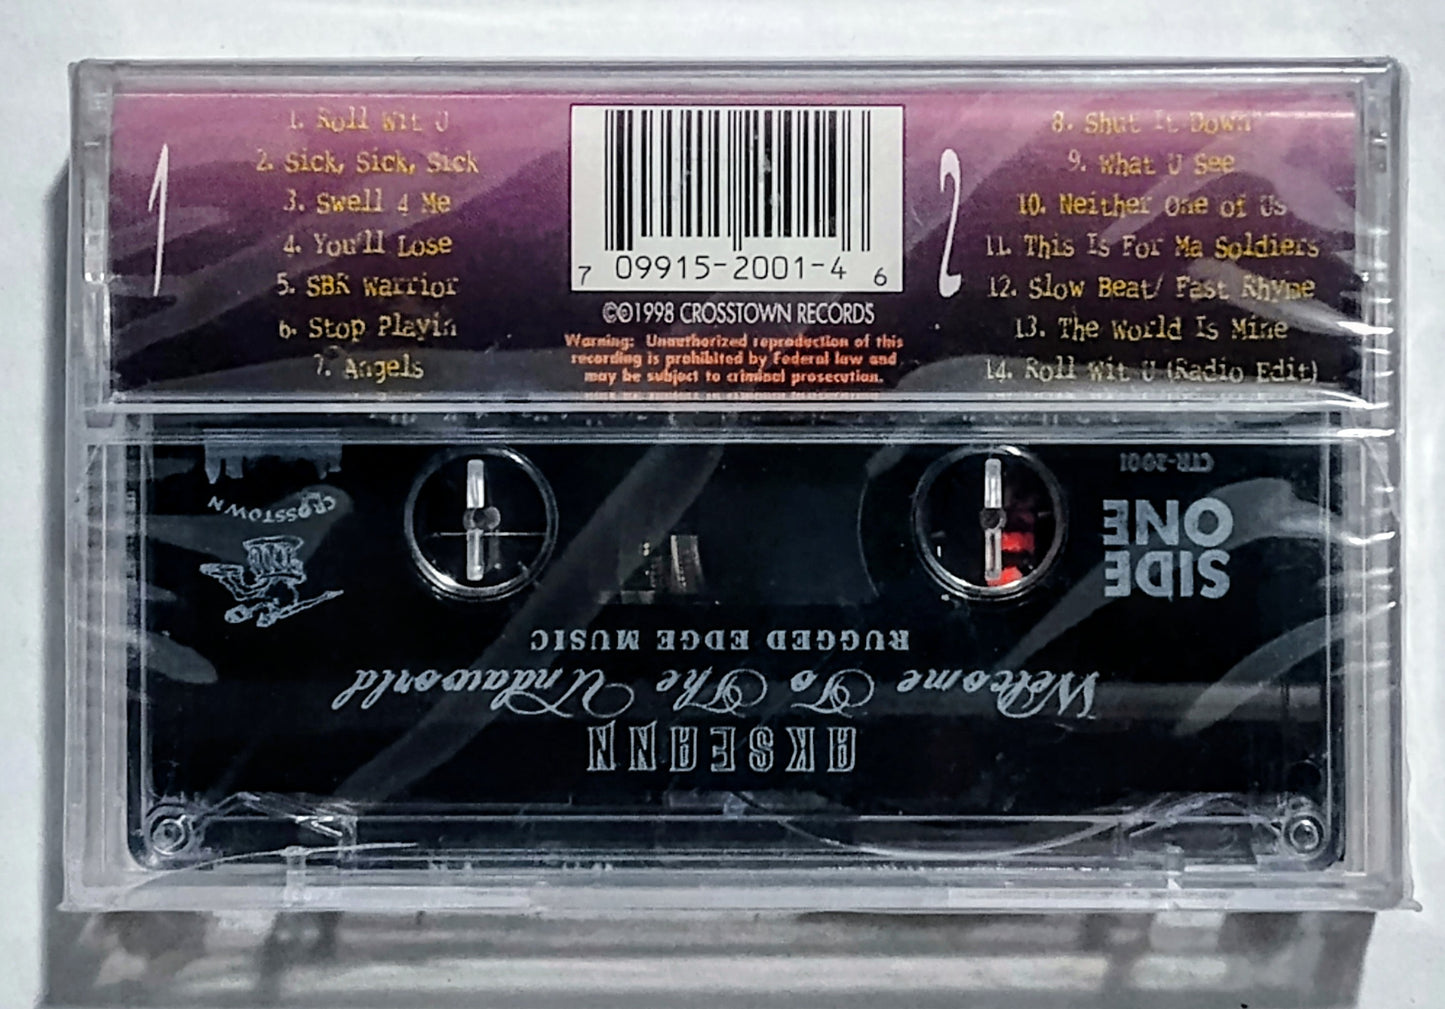 1
1. Roll Wit U
2. Sick, Sick, Sick
3. Swell 4 Me
4. You'll Lose
5. SBR Warrior
6. Stop Playin
7. Angels
7 09915-2001-4 6
©℗1998 CROSSTOWN RECORDS
Warning: Unauthorized reproduction of this
recording is prohibited by Federal law and
may be subject to criminal prosecution.
2
8. Shut It Down
9. What U See
10. Neither One of Us
11. This Is For Ma Soldiers
12. Slow Beat/ Fast Rhyme
13. The World Is Mine
14. Roll Wit U (Radio Edit)
AKSEANN
Welcome To The Undaworld
RUGGED EDGE MUSIC
SIDE
ONE
CTR-2001
CROSSTOWN